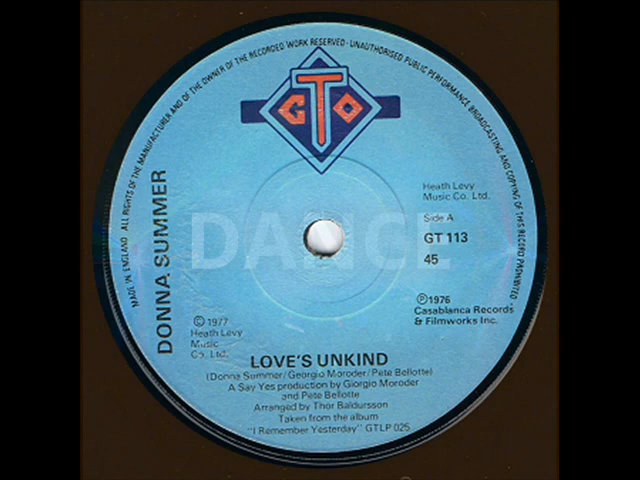 MADE IN ENGLAND ALL RIGHTS OF THE MANUFACTURER AND OF THE OWNER OF THE RECORDED WORK RESERVED · UNAUTHORISED PUBLIC PERFORMANCE BROADCASTING AND COPYING OF THIS RECORD PROHIBITED
GTO
DONNA SUMMER
Heath Levy
Music Co. Ltd.
Side A
GT 113
45
DANCE
℗1976
Casablanca Records
& Filmworks Inc.
©1977
Heath Levy
Music
Co. Ltd.
LOVE'S UNKIND
(Donna Summer/Georgio Moroder/Pete Bellotte)
A Say Yes production by Giorgio Moroder
and Pete Bellotte
Arranged by Thor Baldursson
Taken from the album
"I Remember Yesterday" GTLP 025